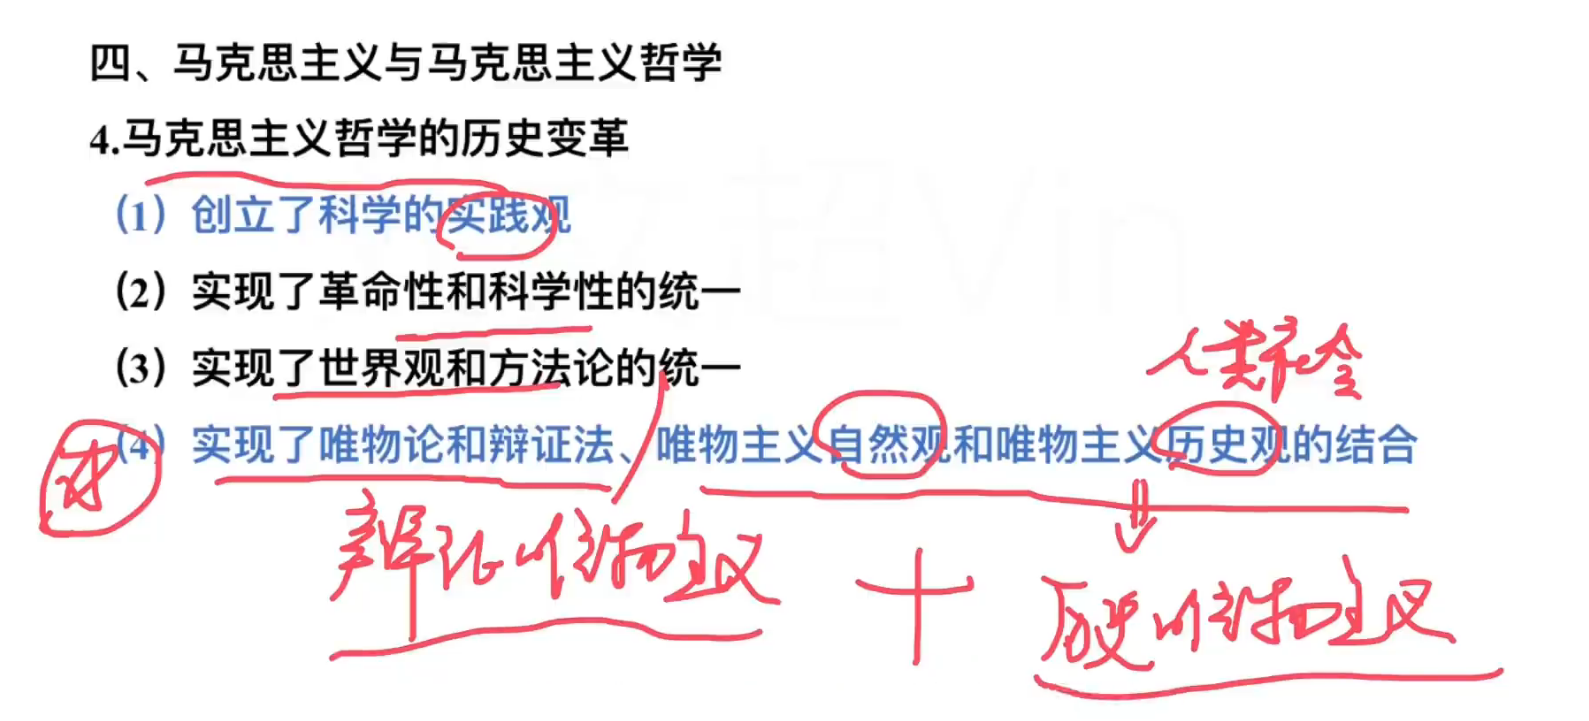 四、马克思主义与马克思主义哲学
4.马克思主义哲学的历史变革
（1）创立了科学的实践观
（2）实现了革命性和科学性的统一
（3）实现了世界观和方法论的统一
人类社会
（4）实现了唯物论和辩证法、唯物主义自然观和唯物主义历史观的结合
辩证唯物主义 + 历史唯物主义